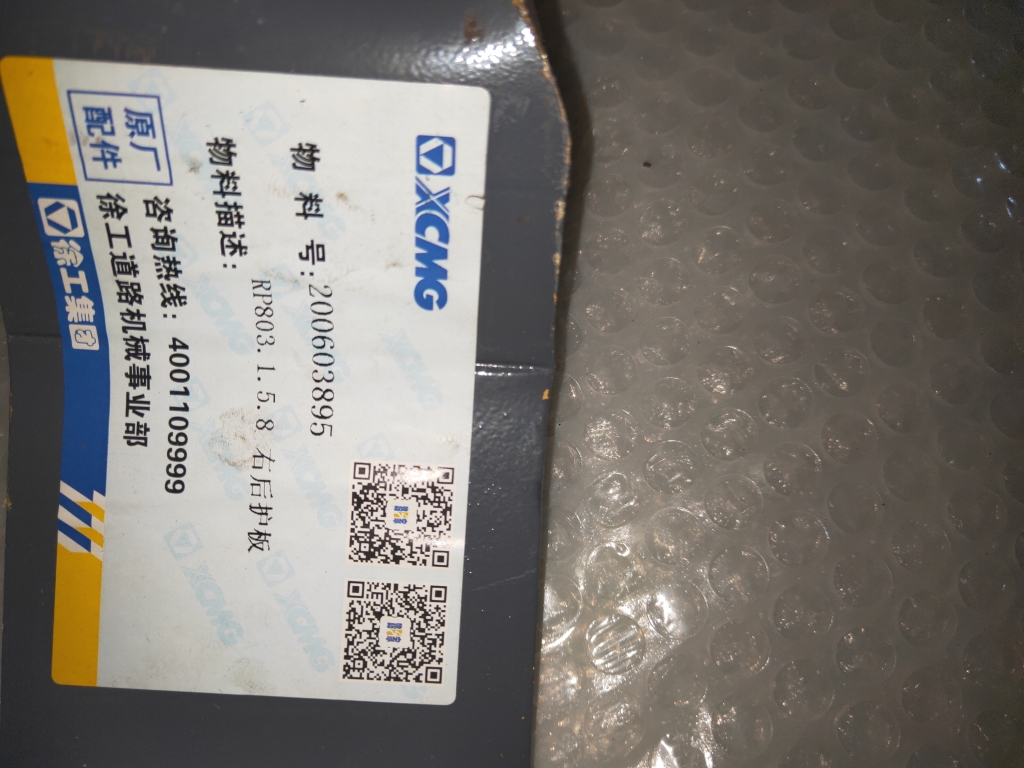 XCMG
物 料 号:200603895
物料描述:
RP803.1.5.8 右后护板
原厂
配件
咨询热线: 4001109999
徐工道路机械事业部
徐工集团